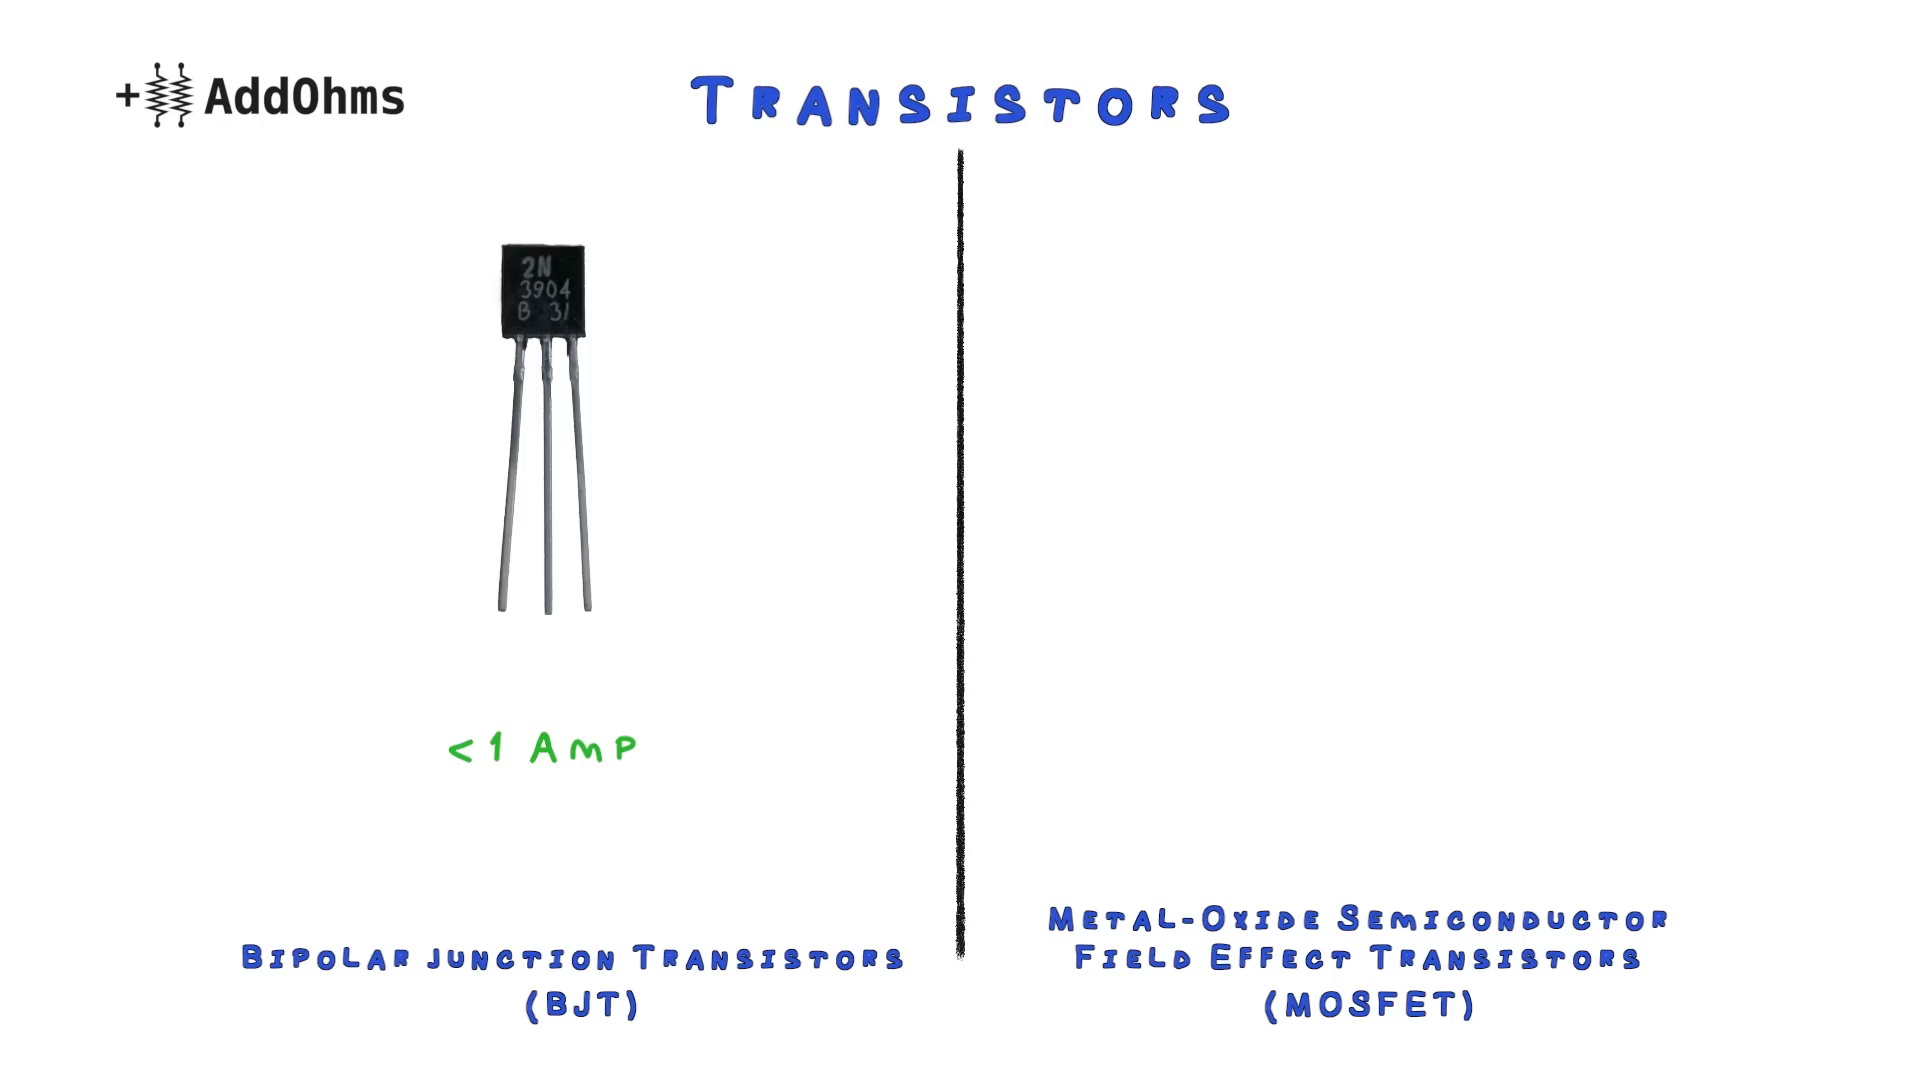 + AddOhms
TRANSISTORS
2N
3904
B 31
<1 AMP
BIPOLAR JUNCTION TRANSISTORS
(BJT)
METAL-OXIDE SEMICONDUCTOR
FIELD EFFECT TRANSISTORS
(MOSFET)